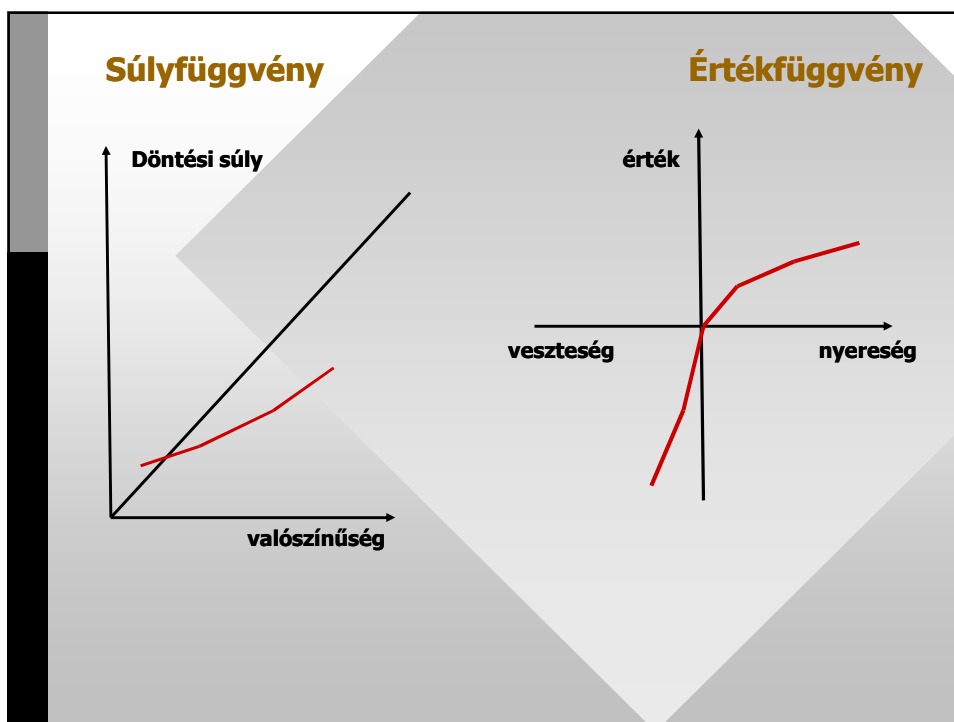 Súlyfüggvény
Értékfüggvény
Döntési súly
érték
veszteség
nyereség
valószínűség